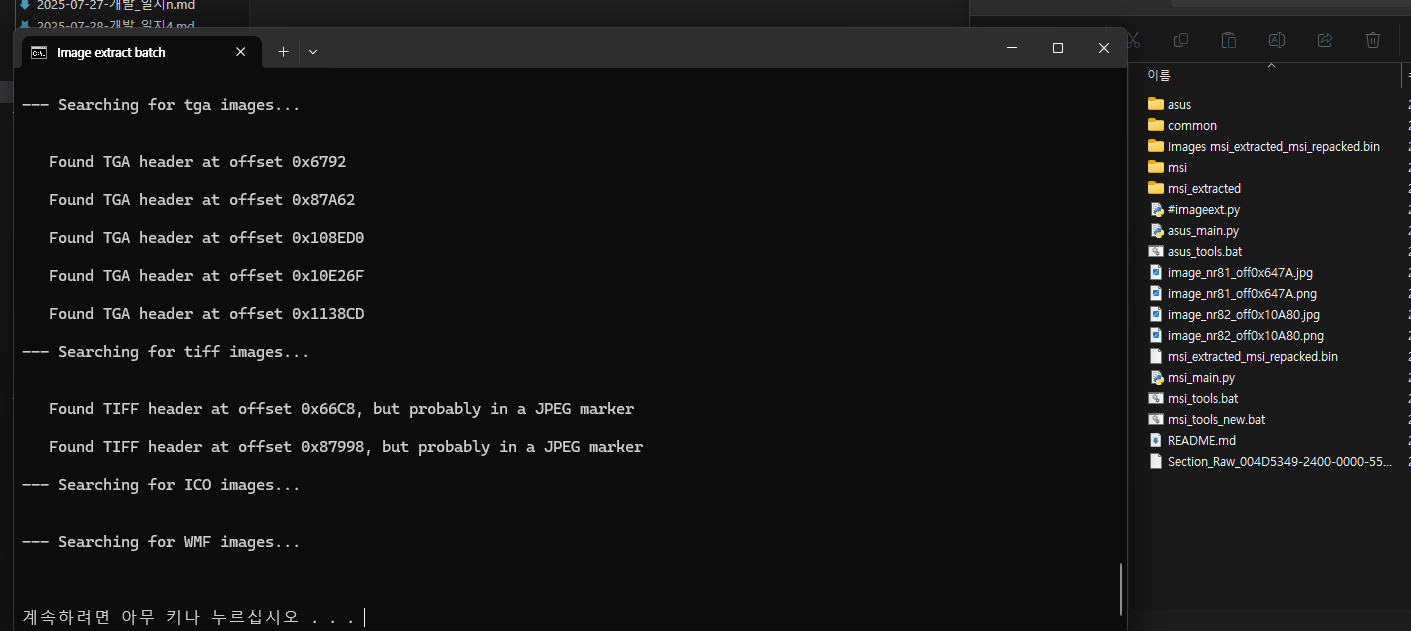 2025-07-27-개발_일지n.md
2025-07-28-개발_일지4.md
Image extract batch
--- Searching for tga images...
Found TGA header at offset 0x6792
Found TGA header at offset 0x87A62
Found TGA header at offset 0x108ED0
Found TGA header at offset 0x10E26F
Found TGA header at offset 0x1138CD
--- Searching for tiff images...
Found TIFF header at offset 0x66C8, but probably in a JPEG marker
Found TIFF header at offset 0x87998, but probably in a JPEG marker
--- Searching for ICO images...
--- Searching for WMF images...
계속하려면 아무 키나 누르십시오 . . .
이름
asus
common
Images msi_extracted_msi_repacked.bin
msi
msi_extracted
#imageext.py
asus_main.py
asus_tools.bat
image_nr81_off0x647A.jpg
image_nr81_off0x647A.png
image_nr82_off0x10A80.jpg
image_nr82_off0x10A80.png
msi_extracted_msi_repacked.bin
msi_main.py
msi_tools.bat
msi_tools_new.bat
README.md
Section_Raw_004D5349-2400-0000-55...